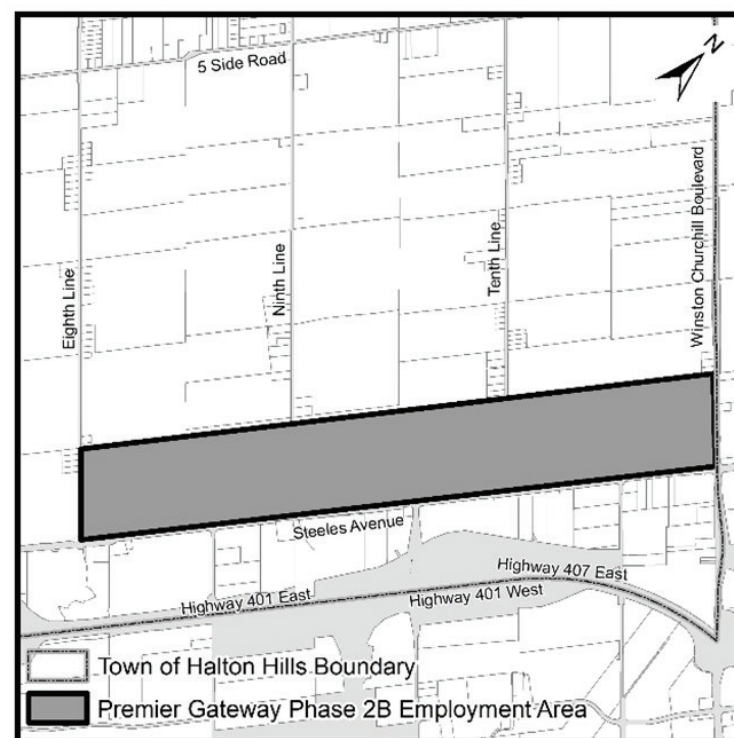 5 Side Road
N
Eighth Line
Ninth Line
Tenth Line
Winston Churchill Boulevard
Steeles Avenue
Highway 407 East
Highway 401 East
Highway 401 West
Town of Halton Hills Boundary
Premier Gateway Phase 2B Employment Area